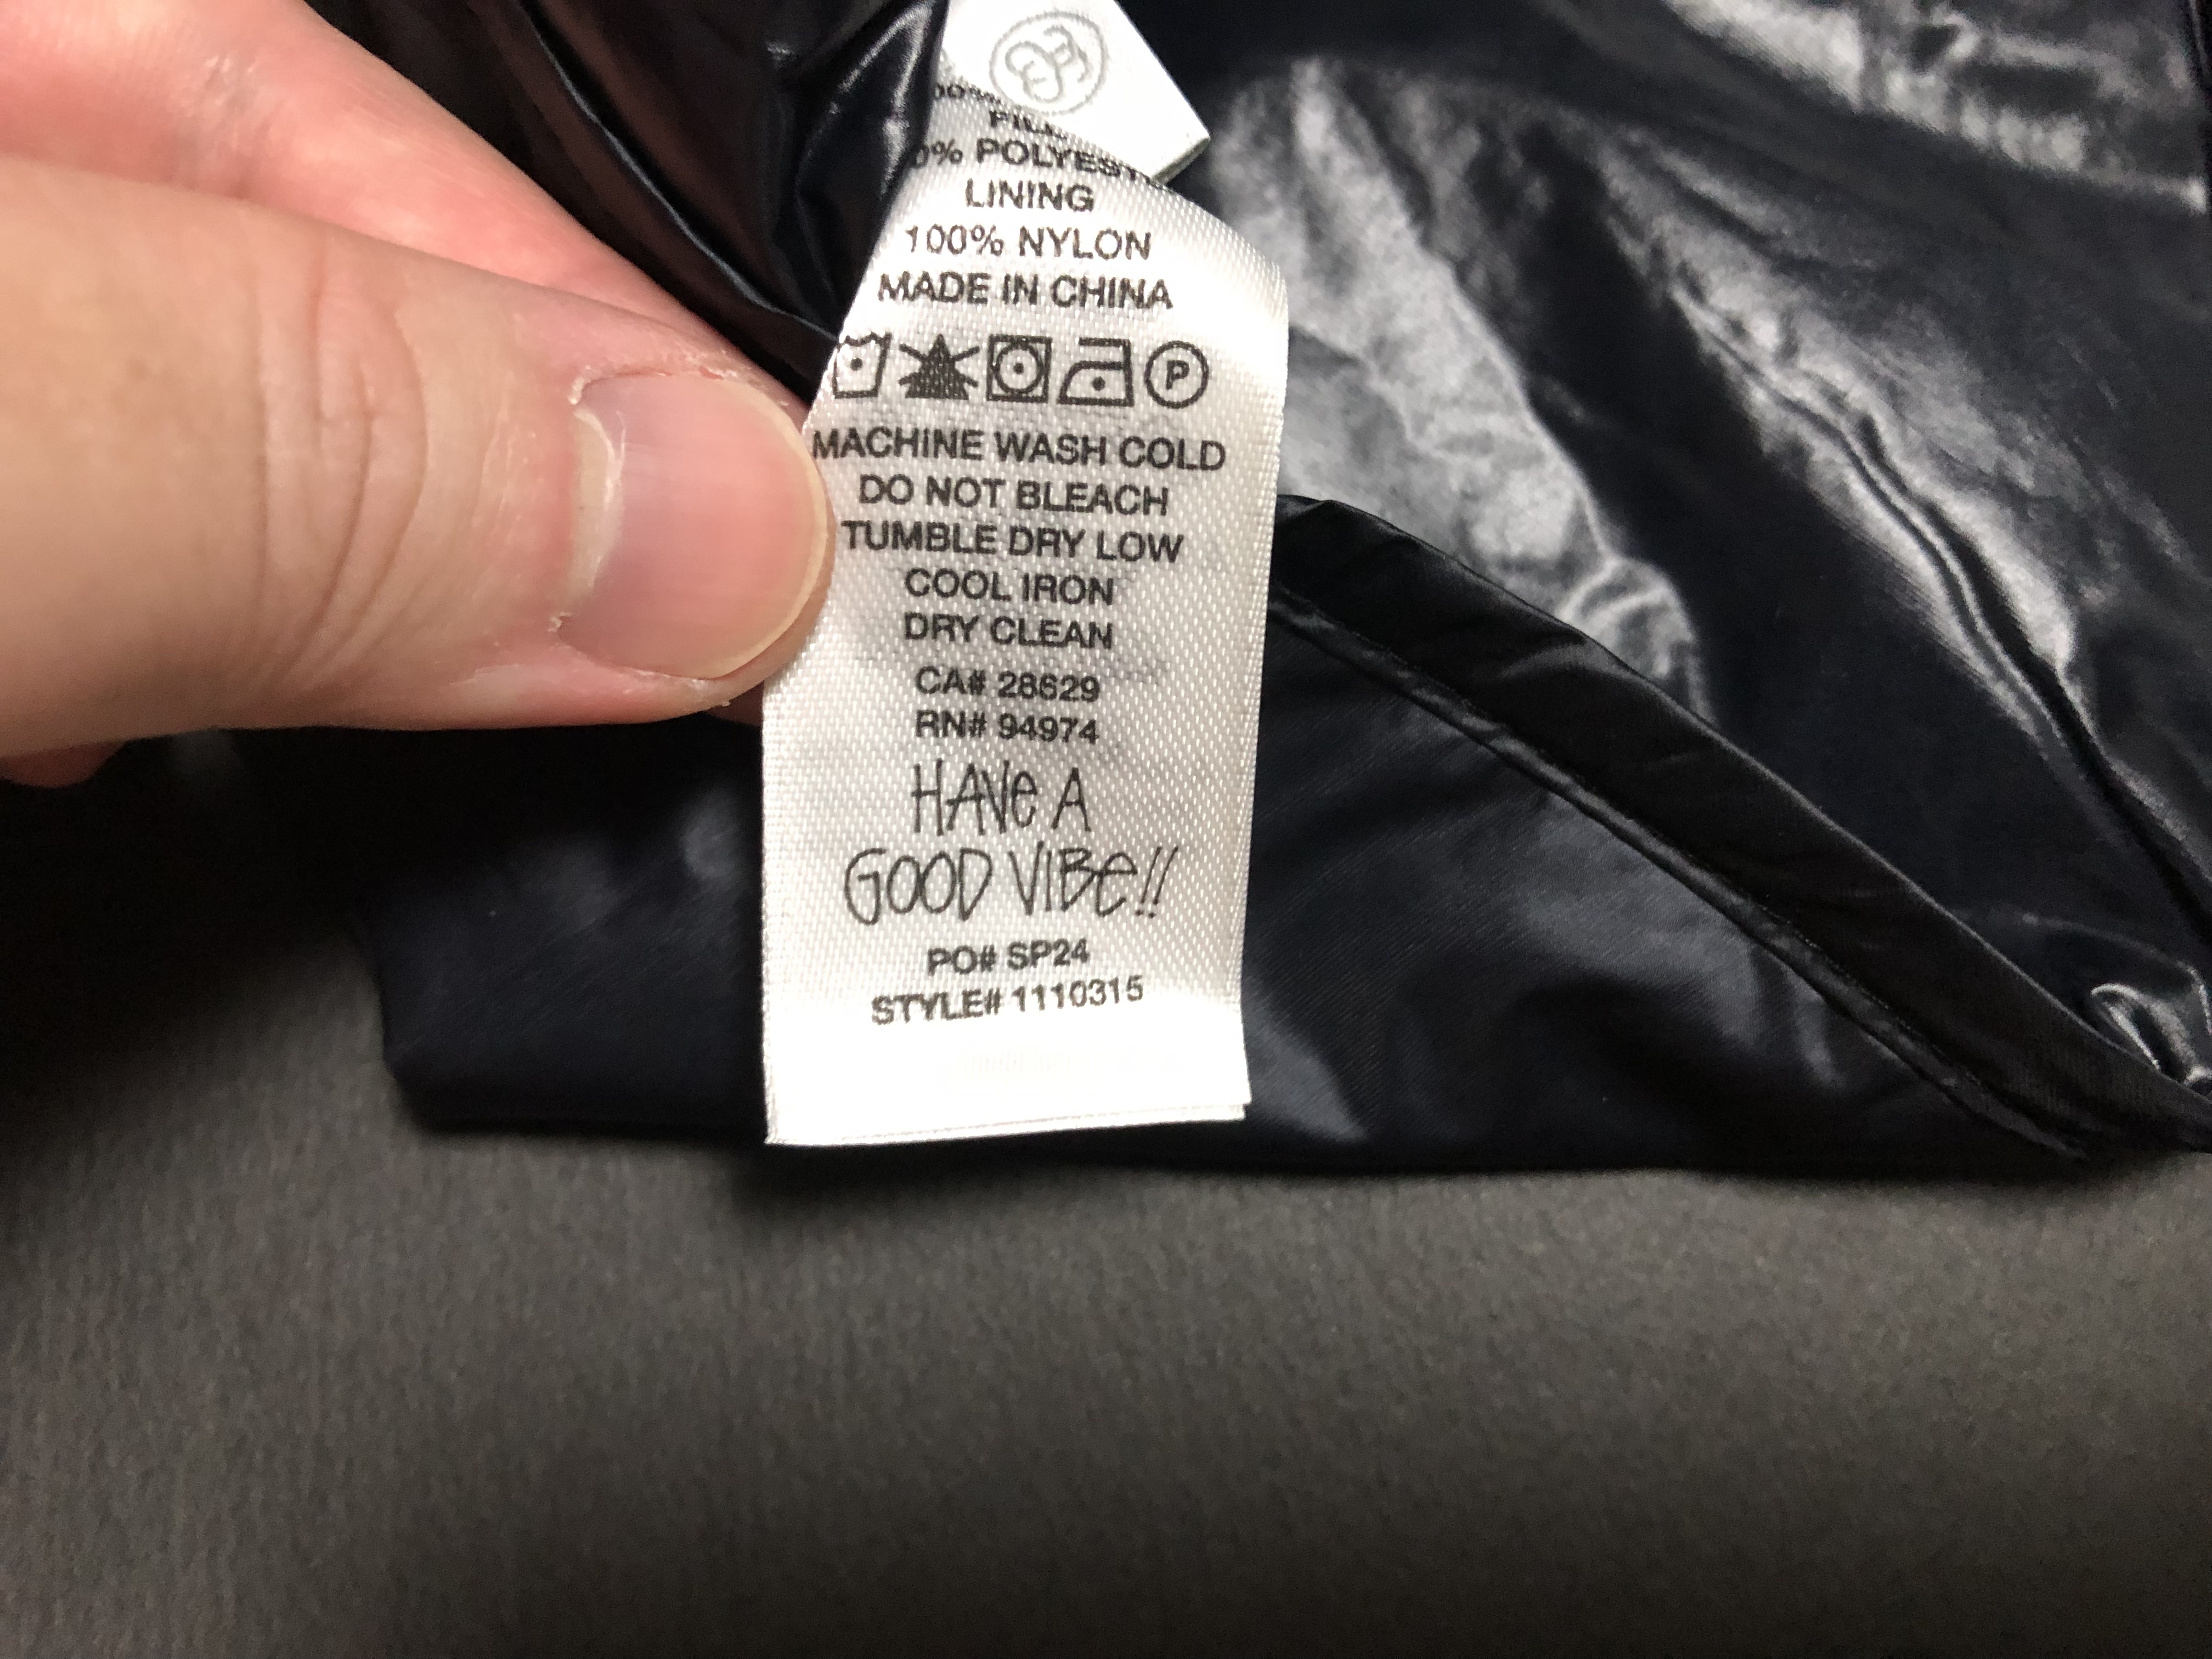 LINING
100% NYLON
MADE IN CHINA
P
MACHINE WASH COLD
DO NOT BLEACH
TUMBLE DRY LOW
COOL IRON
DRY CLEAN
CA# 28629
RN# 94974
HAVe A
GOOD VIBe!!
PO# SP24
STYLE# 1110315